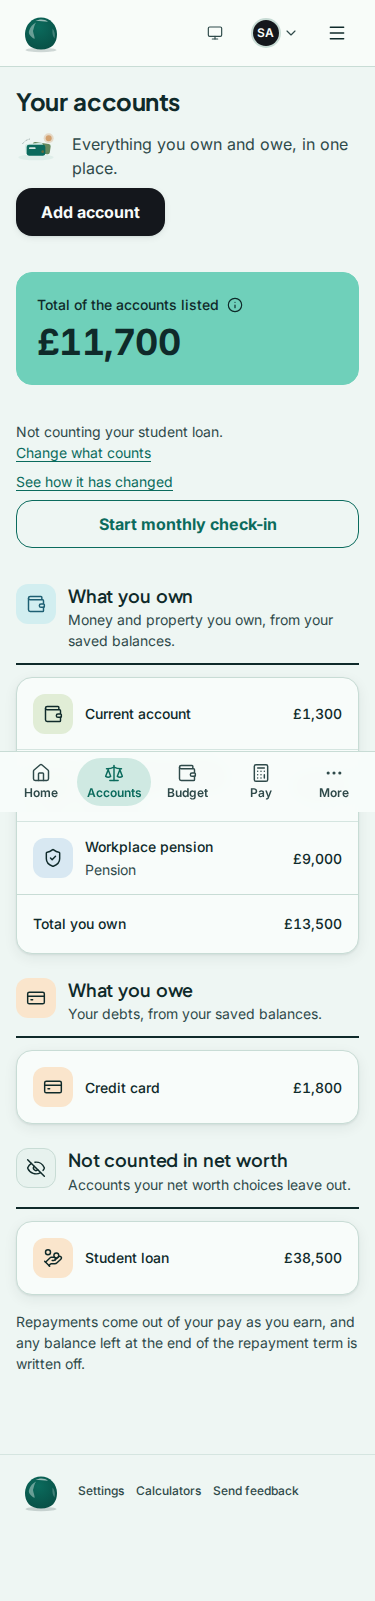 SA
Your accounts
Everything you own and owe, in one
place.
Add account
Total of the accounts listed
£11,700
Not counting your student loan.
Change what counts
See how it has changed
Start monthly check-in
What you own
Money and property you own, from your
saved balances.
Current account £1,300
Home Accounts Budget Pay More
Workplace pension
Pension
£9,000
Total you own £13,500
What you owe
Your debts, from your saved balances.
Credit card £1,800
Not counted in net worth
Accounts your net worth choices leave out.
Student loan £38,500
Repayments come out of your pay as you earn, and
any balance left at the end of the repayment term is
written off.
Settings Calculators Send feedback